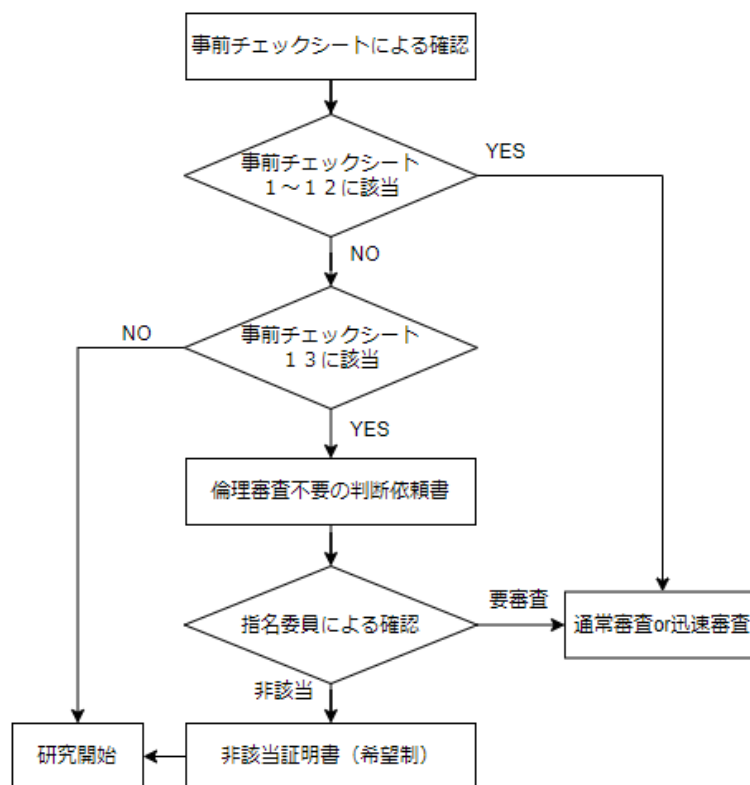 事前チェックシートによる確認
事前チェックシート
１～１２に該当
YES
NO
事前チェックシート
１３に該当
NO
YES
倫理審査不要の判断依頼書
指名委員による確認
要審査
通常審査or迅速審査
非該当
研究開始
非該当証明書（希望制）